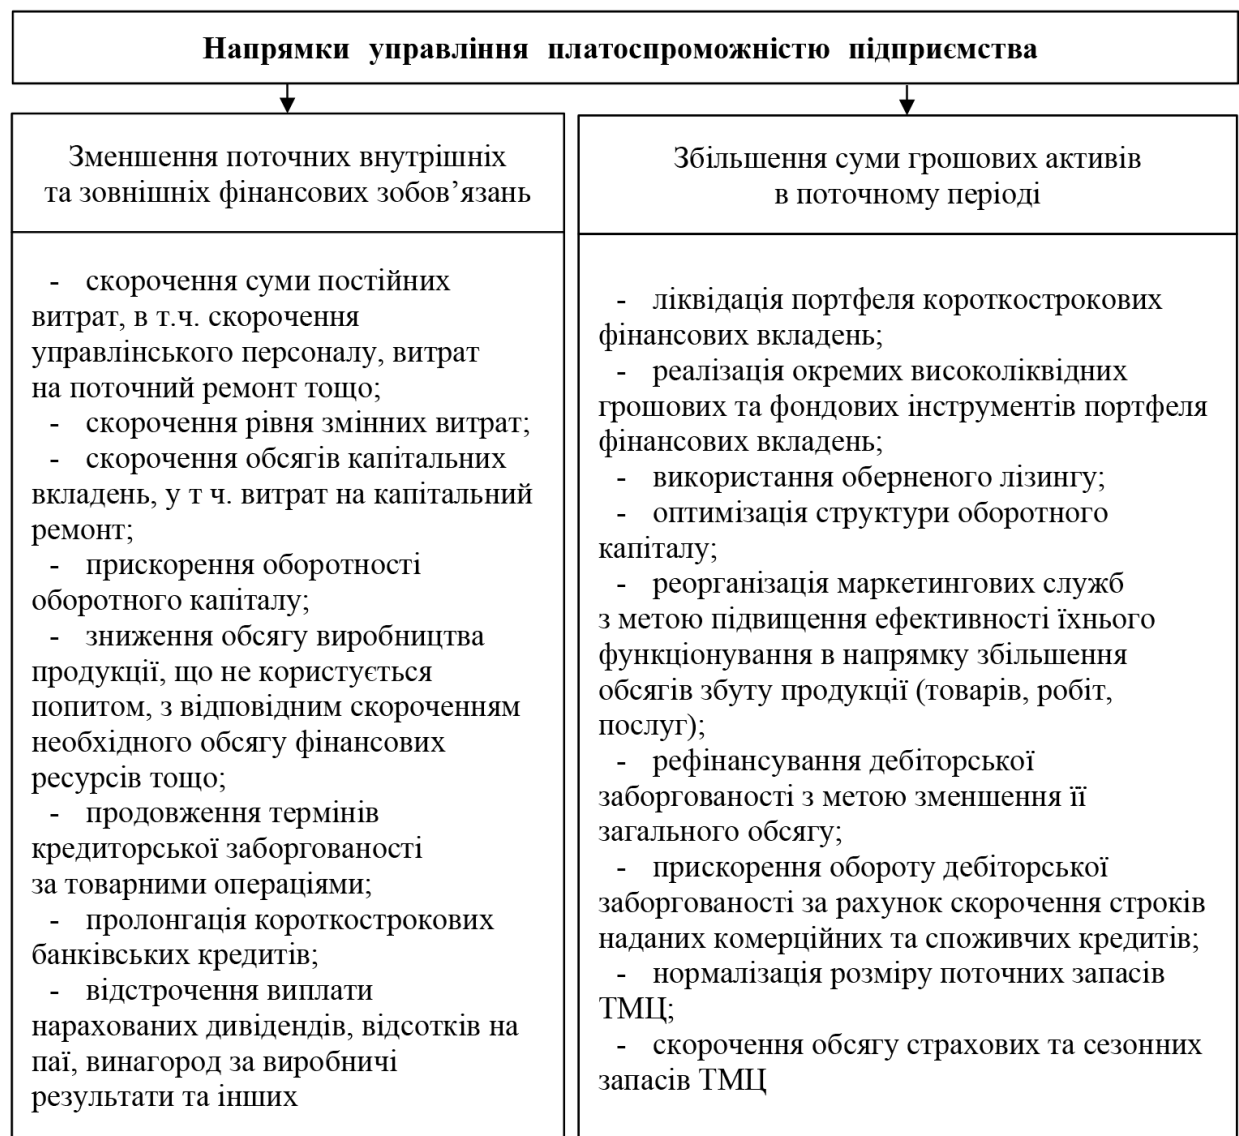 Напрямки управління платоспроможністю підприємства
Зменшення поточних внутрішніх
та зовнішніх фінансових зобов’язань
- скорочення суми постійних
витрат, в т.ч. скорочення
управлінського персоналу, витрат
на поточний ремонт тощо;
- скорочення рівня змінних витрат;
- скорочення обсягів капітальних
вкладень, у т ч. витрат на капітальний
ремонт;
- прискорення оборотності
оборотного капіталу;
- зниження обсягу виробництва
продукції, що не користується
попитом, з відповідним скороченням
необхідного обсягу фінансових
ресурсів тощо;
- продовження термінів
кредиторської заборгованості
за товарними операціями;
- пролонгація короткострокових
банківських кредитів;
- відстрочення виплати
нарахованих дивідендів, відсотків на
паї, винагород за виробничі
результати та інших
Збільшення суми грошових активів
в поточному періоді
- ліквідація портфеля короткострокових
фінансових вкладень;
- реалізація окремих високоліквідних
грошових та фондових інструментів портфеля
фінансових вкладень;
- використання оберненого лізингу;
- оптимізація структури оборотного
капіталу;
- реорганізація маркетингових служб
з метою підвищення ефективності їхнього
функціонування в напрямку збільшення
обсягів збуту продукції (товарів, робіт,
послуг);
- рефінансування дебіторської
заборгованості з метою зменшення її
загального обсягу;
- прискорення обороту дебіторської
заборгованості за рахунок скорочення строків
наданих комерційних та споживчих кредитів;
- нормалізація розміру поточних запасів
ТМЦ;
- скорочення обсягу страхових та сезонних
запасів ТМЦ